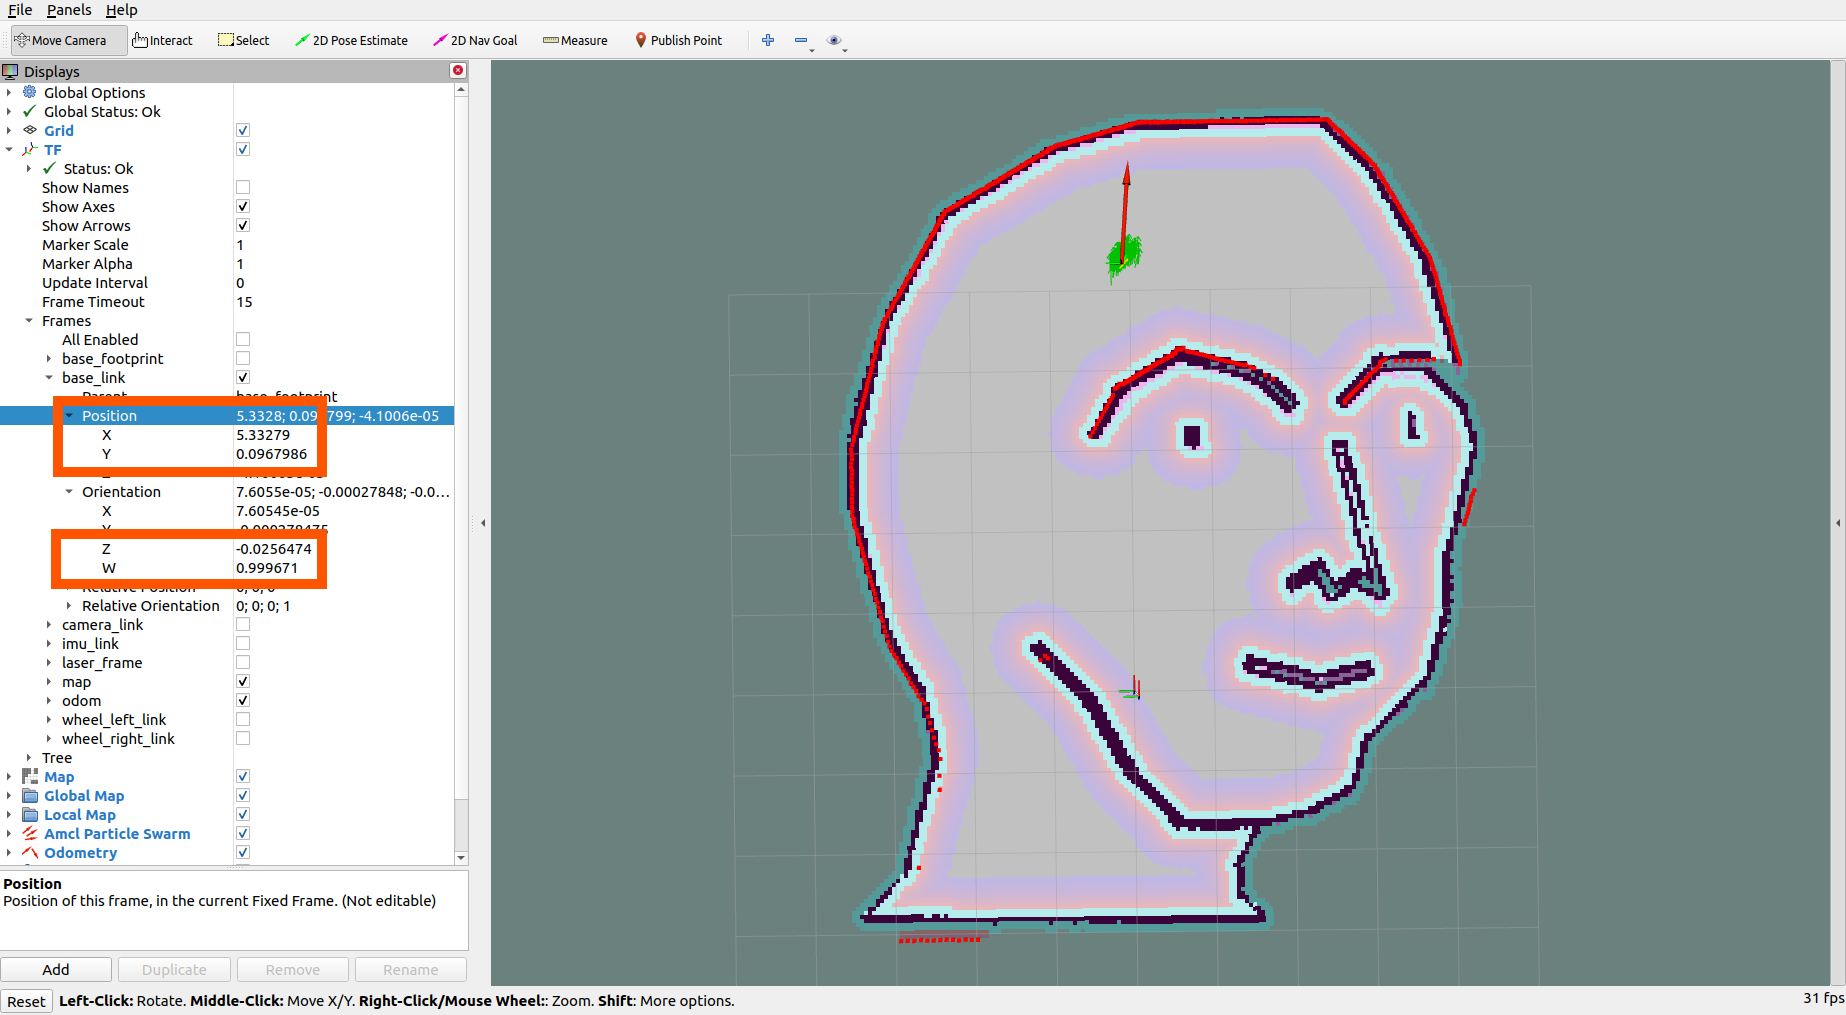 File Panels Help
Move Camera Interact Select 2D Pose Estimate 2D Nav Goal Measure Publish Point
Displays
Global Options
Global Status: Ok
Grid
TF
Status: Ok
Show Names
Show Axes
Show Arrows
Marker Scale 1
Marker Alpha 1
Update Interval 0
Frame Timeout 15
Frames
All Enabled
base_footprint
base_link
Parent base_footprint
Position 5.3328; 0.09 799; -4.1006e-05
X 5.33279
Y 0.0967986
Orientation 7.6055e-05; -0.00027848; -0.0...
X 7.60545e-05
Y -0.000278475
Z -0.0256474
W 0.999671
Relative Position 0; 0; 0
Relative Orientation 0; 0; 0; 1
camera_link
imu_link
laser_frame
map
odom
wheel_left_link
wheel_right_link
Tree
Map
Global Map
Local Map
Amcl Particle Swarm
Odometry
Position
Position of this frame, in the current Fixed Frame. (Not editable)
Add Duplicate Remove Rename
Reset Left-Click: Rotate. Middle-Click: Move X/Y. Right-Click/Mouse Wheel:: Zoom. Shift: More options. 31 fps